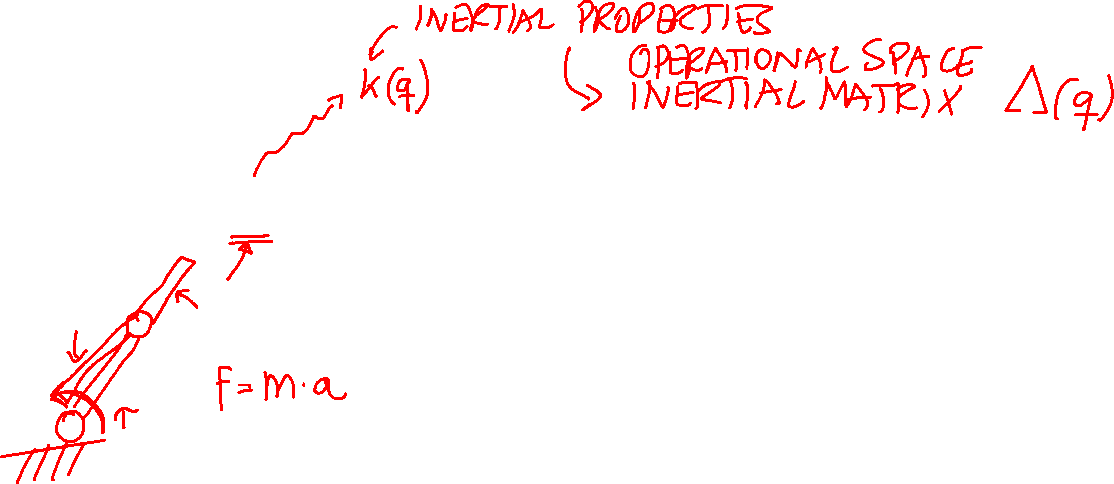 INERTIAL PROPERTIES
OPERATIONAL SPACE
K(q) INERTIAL MATRIX Λ(q)
F=m·a